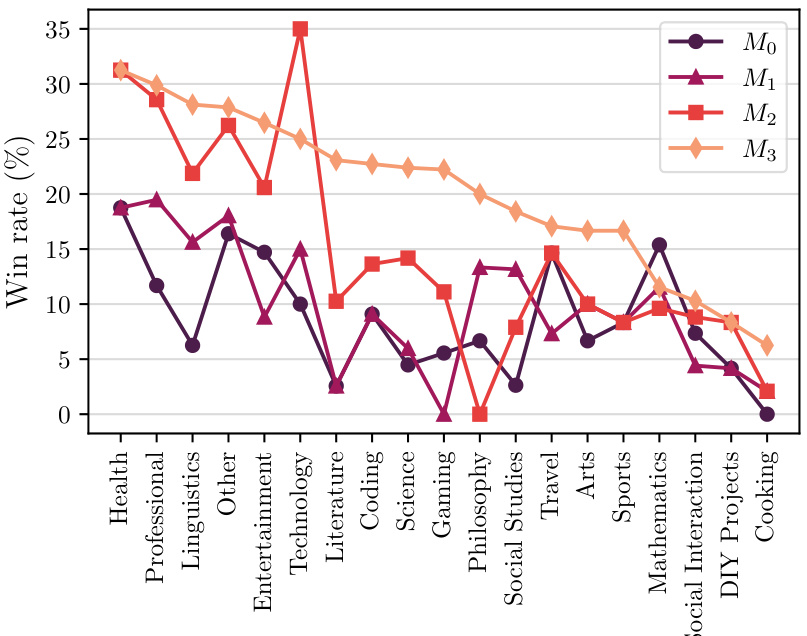 Win rate (%)
35
30
25
20
15
10
5
0
M0
M1
M2
M3
Health
Professional
Linguistics
Other
Entertainment
Technology
Literature
Coding
Science
Gaming
Philosophy
Social Studies
Travel
Arts
Sports
Mathematics
Social Interaction
DIY Projects
Cooking